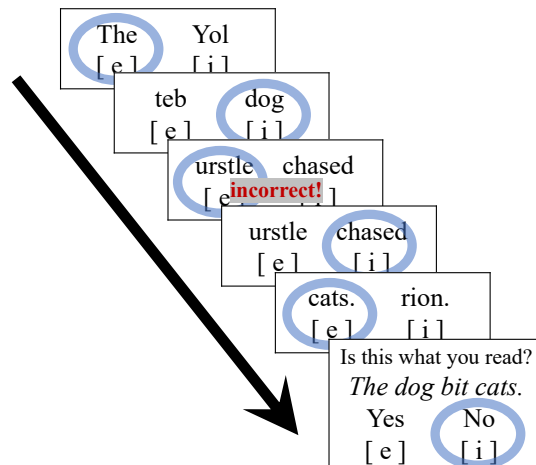 The Yol
[ e ] [ i ]
teb dog
[ e ] [ i ]
urstle chased
incorrect!
[ e ] [ i ]
urstle chased
[ e ] [ i ]
cats. rion.
[ e ] [ i ]
Is this what you read?
The dog bit cats.
Yes No
[ e ] [ i ]